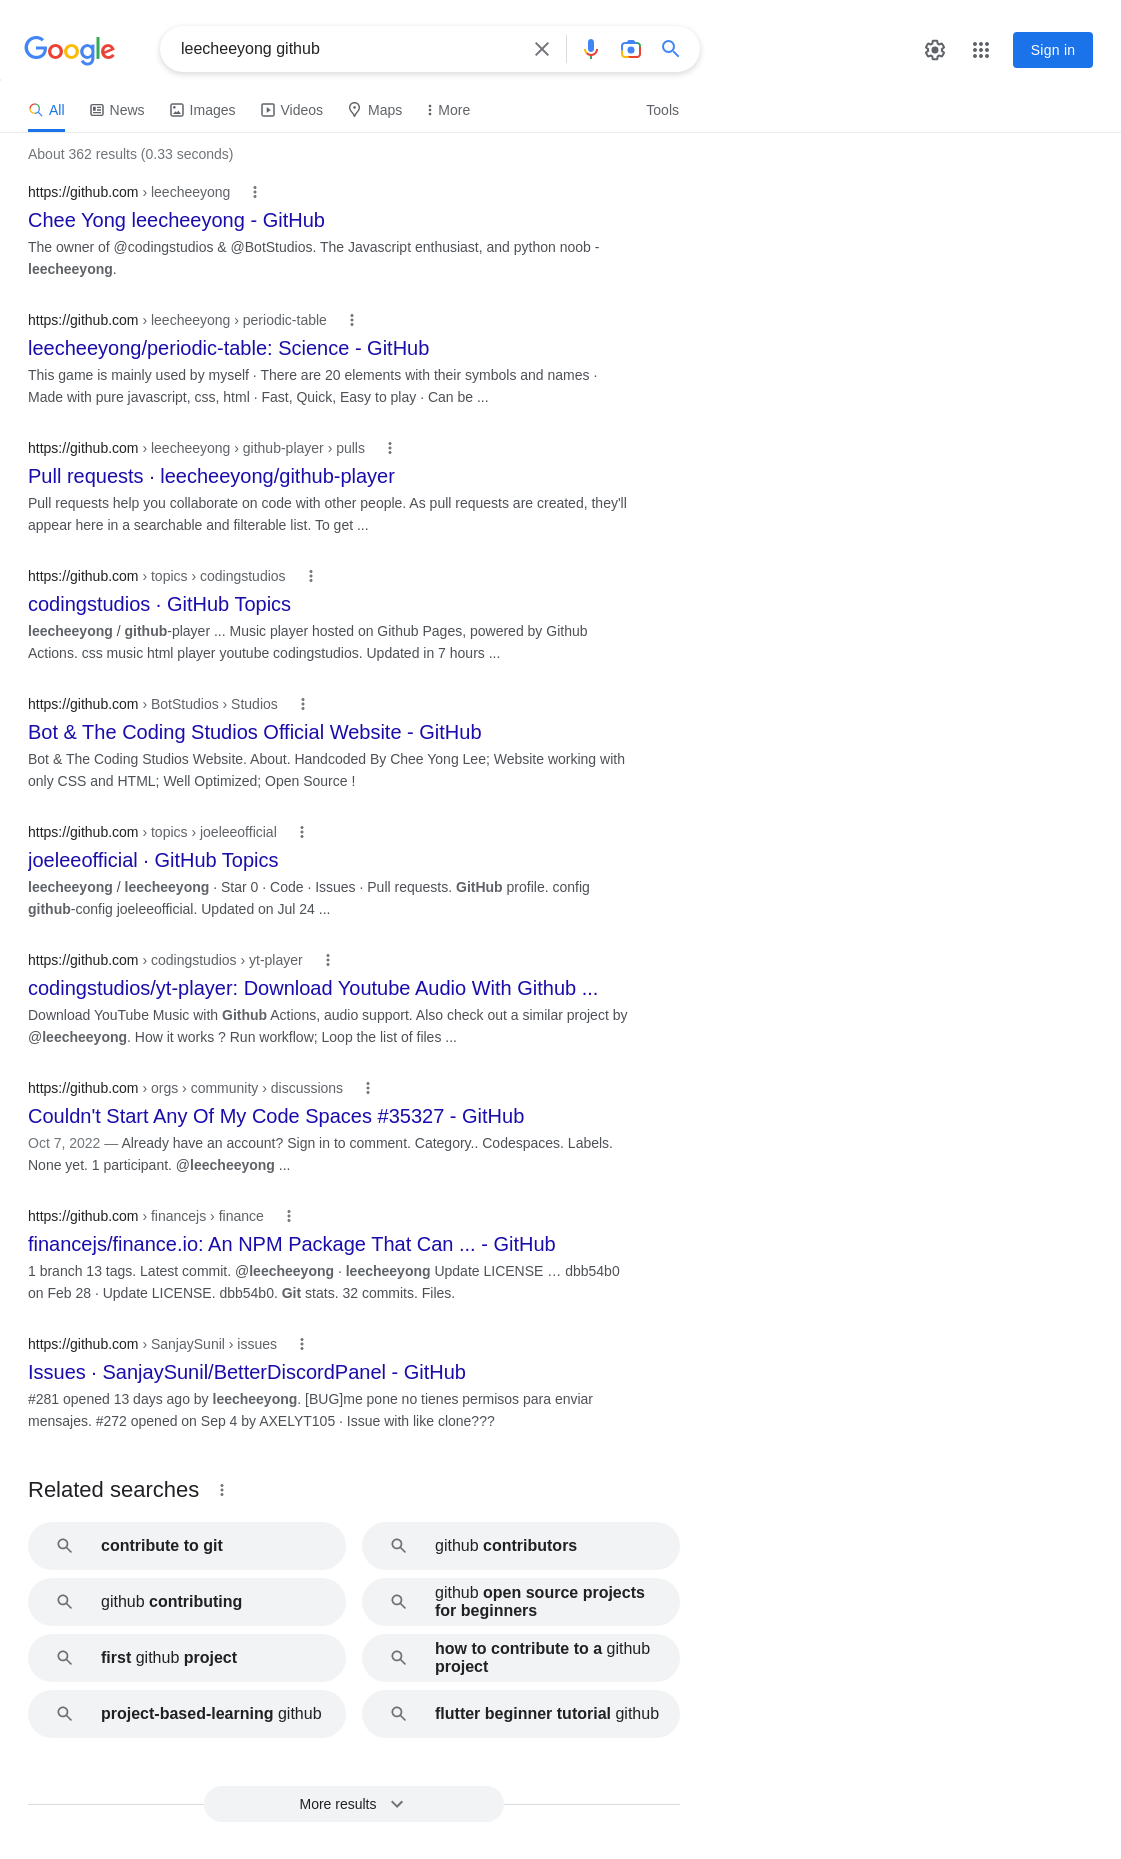 Google
leecheeyong github
Sign in
All News Images Videos Maps More Tools
About 362 results (0.33 seconds)
https://github.com › leecheeyong
Chee Yong leecheeyong - GitHub
The owner of @codingstudios & @BotStudios. The Javascript enthusiast, and python noob -
leecheeyong.
https://github.com › leecheeyong › periodic-table
leecheeyong/periodic-table: Science - GitHub
This game is mainly used by myself · There are 20 elements with their symbols and names ·
Made with pure javascript, css, html · Fast, Quick, Easy to play · Can be ...
https://github.com › leecheeyong › github-player › pulls
Pull requests · leecheeyong/github-player
Pull requests help you collaborate on code with other people. As pull requests are created, they'll
appear here in a searchable and filterable list. To get ...
https://github.com › topics › codingstudios
codingstudios · GitHub Topics
leecheeyong / github-player ... Music player hosted on Github Pages, powered by Github
Actions. css music html player youtube codingstudios. Updated in 7 hours ...
https://github.com › BotStudios › Studios
Bot & The Coding Studios Official Website - GitHub
Bot & The Coding Studios Website. About. Handcoded By Chee Yong Lee; Website working with
only CSS and HTML; Well Optimized; Open Source !
https://github.com › topics › joeleeofficial
joeleeofficial · GitHub Topics
leecheeyong / leecheeyong · Star 0 · Code · Issues · Pull requests. GitHub profile. config
github-config joeleeofficial. Updated on Jul 24 ...
https://github.com › codingstudios › yt-player
codingstudios/yt-player: Download Youtube Audio With Github ...
Download YouTube Music with Github Actions, audio support. Also check out a similar project by
@leecheeyong. How it works ? Run workflow; Loop the list of files ...
https://github.com › orgs › community › discussions
Couldn't Start Any Of My Code Spaces #35327 - GitHub
Oct 7, 2022 — Already have an account? Sign in to comment. Category.. Codespaces. Labels.
None yet. 1 participant. @leecheeyong ...
https://github.com › financejs › finance
financejs/finance.io: An NPM Package That Can ... - GitHub
1 branch 13 tags. Latest commit. @leecheeyong · leecheeyong Update LICENSE … dbb54b0
on Feb 28 · Update LICENSE. dbb54b0. Git stats. 32 commits. Files.
https://github.com › SanjaySunil › issues
Issues · SanjaySunil/BetterDiscordPanel - GitHub
#281 opened 13 days ago by leecheeyong. [BUG]me pone no tienes permisos para enviar
mensajes. #272 opened on Sep 4 by AXELYT105 · Issue with like clone???
Related searches
contribute to git
github contributors
github contributing
github open source projects
for beginners
first github project
how to contribute to a github
project
project-based-learning github
flutter beginner tutorial github
More results